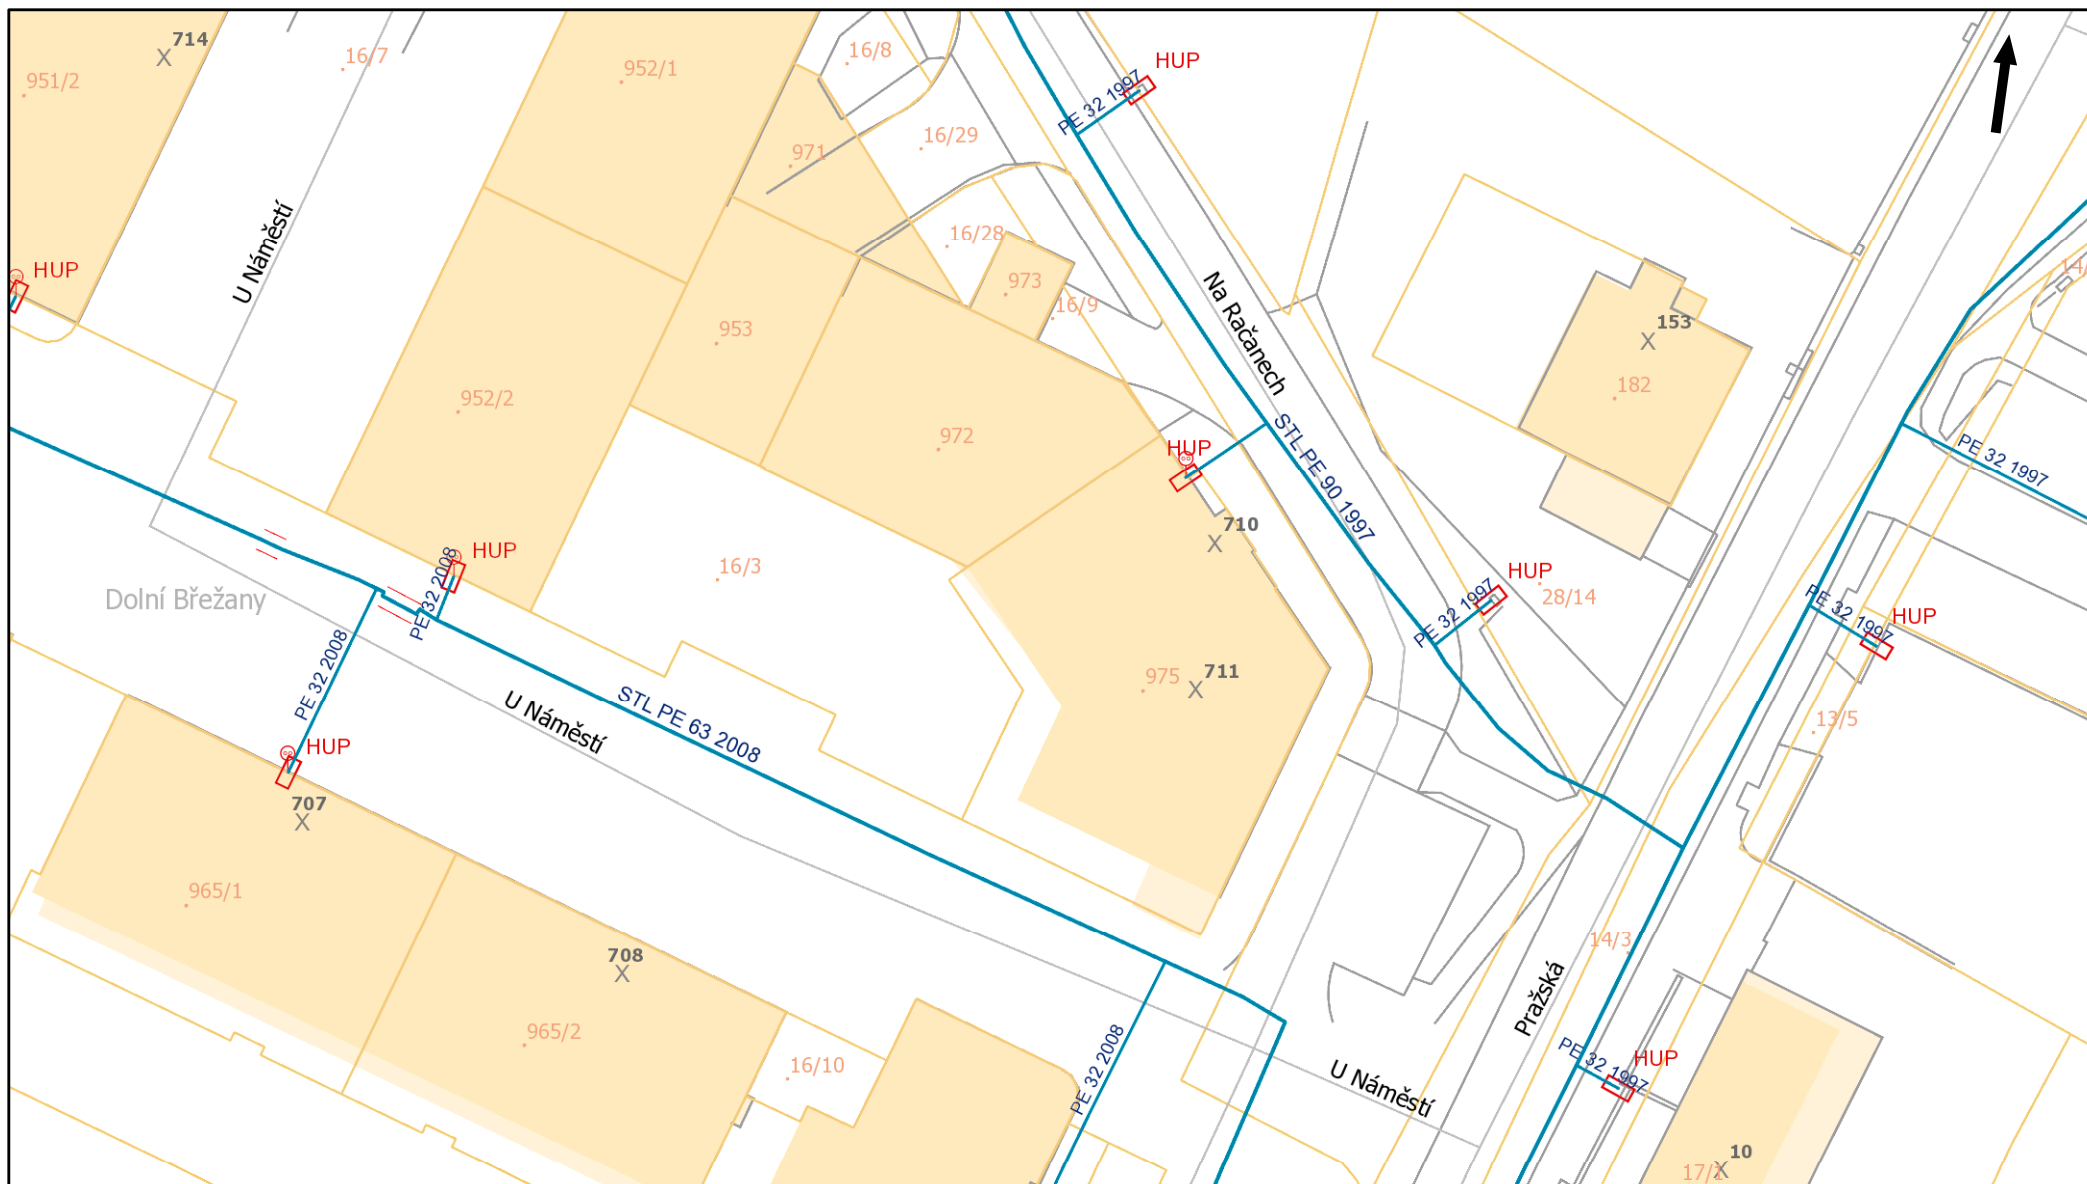 714
16/7
951/2
952/1
16/8
HUP
PE 32 1997
16/29
971
U Náměstí
16/28
HUP
973
16/9
Na Račanech
153
953
182
952/2
972
HUP
STL PE 90 1997
PE 32 1997
710
HUP
PE 32 2008
16/3
Dolní Břežany
HUP
28/14
PE 32 1997
PE 32 1997
HUP
PE 32 2008
975
711
STL PE 63 2008
U Náměstí
13/5
HUP
707
965/1
708
14/3
Pražská
965/2
16/10
PE 32 2008
U Náměstí
PE 32 1997
HUP
10
17/1